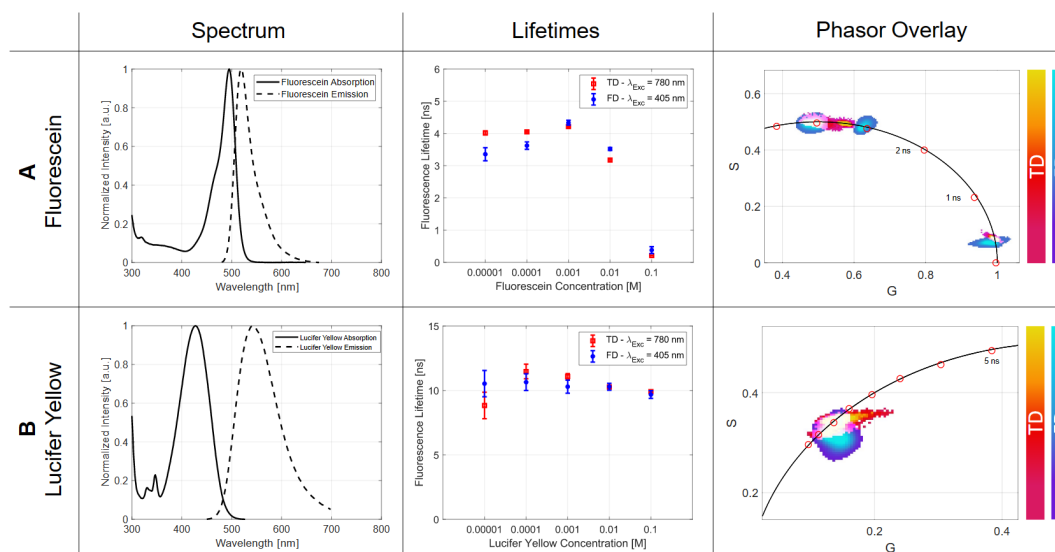 Spectrum
Lifetimes
Phasor Overlay
A
Fluorescein
Normalized Intensity [a.u.]
1
0.8
0.6
0.4
0.2
0
300 400 500 600 700 800
Wavelength [nm]
Fluorescein Absorption
Fluorescein Emission
Fluorescence Lifetime [ns]
6
5
4
3
2
1
0
0.00001 0.0001 0.001 0.01 0.1
Fluorescein Concentration [M]
TD - λExc = 780 nm
FD - λExc = 405 nm
S
0.6
0.4
0.2
0
0.4 0.6 0.8 1
G
2 ns
1 ns
TD
B
Lucifer Yellow
Normalized Intensity [a.u.]
1
0.8
0.6
0.4
0.2
0
300 400 500 600 700 800
Wavelength [nm]
Lucifer Yellow Absorption
Lucifer Yellow Emission
Fluorescence Lifetime [ns]
15
10
5
0
0.00001 0.0001 0.001 0.01 0.1
Lucifer Yellow Concentration [M]
TD - λExc = 780 nm
FD - λExc = 405 nm
S
0.4
0.2
0.2 0.4
G
5 ns
TD